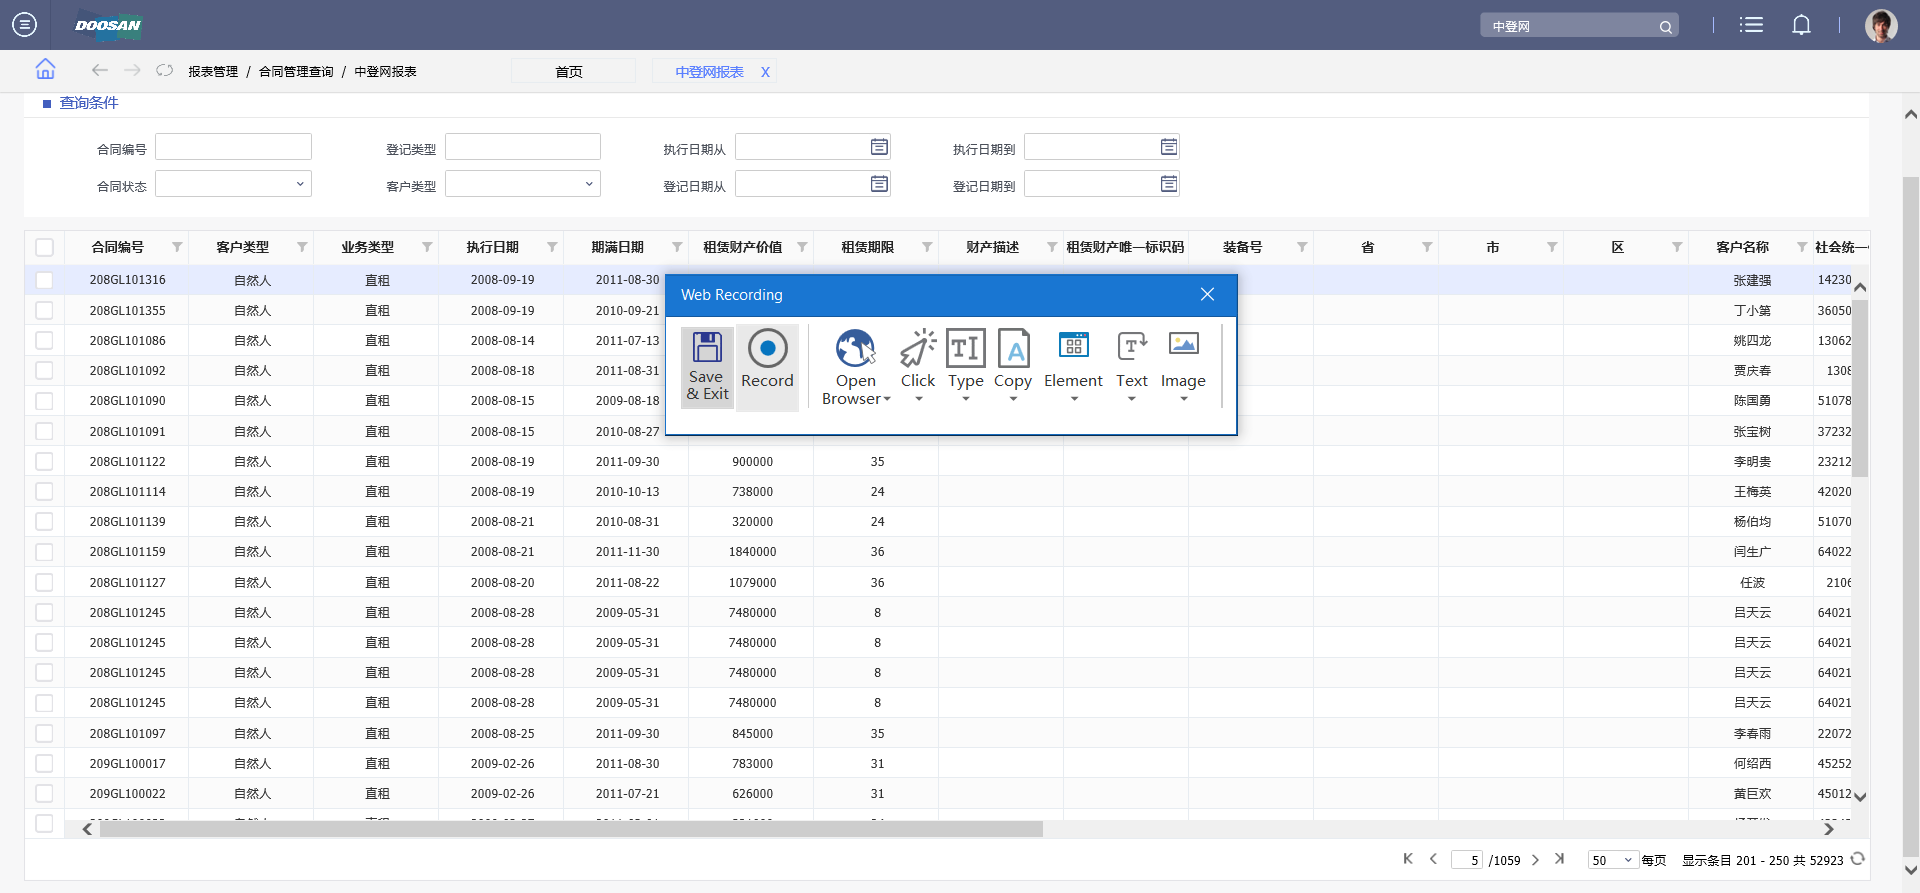 DOOSAN
中登网
报表管理 / 合同管理查询 / 中登网报表
首页
中登网报表 X
查询条件
合同编号 登记类型 执行日期从 执行日期到
合同状态 客户类型 登记日期从 登记日期到
合同编号 客户类型 业务类型 执行日期 期满日期 租赁财产价值 租赁期限 财产描述 租赁财产唯一标识码 装备号 省 市 区 客户名称 社会统一
208GL101316 自然人 直租 2008-09-19 2011-08-30 张建强 14230
208GL101355 自然人 直租 2008-09-19 2010-09-21 丁小第 36050
208GL101086 自然人 直租 2008-08-14 2011-07-13 姚四龙 13062
208GL101092 自然人 直租 2008-08-18 2011-08-31 贾庆春 1308
208GL101090 自然人 直租 2008-08-15 2009-08-18 陈国勇 51078
208GL101091 自然人 直租 2008-08-15 2010-08-27 张宝树 37232
208GL101122 自然人 直租 2008-08-19 2011-09-30 900000 35 李明贵 23212
208GL101114 自然人 直租 2008-08-19 2010-10-13 738000 24 王梅英 42020
208GL101139 自然人 直租 2008-08-21 2010-08-31 320000 24 杨伯均 51070
208GL101159 自然人 直租 2008-08-21 2011-11-30 1840000 36 闫生广 64022
208GL101127 自然人 直租 2008-08-20 2011-08-22 1079000 36 任波 2106
208GL101245 自然人 直租 2008-08-28 2009-05-31 7480000 8 吕天云 64021
208GL101245 自然人 直租 2008-08-28 2009-05-31 7480000 8 吕天云 64021
208GL101245 自然人 直租 2008-08-28 2009-05-31 7480000 8 吕天云 64021
208GL101245 自然人 直租 2008-08-28 2009-05-31 7480000 8 吕天云 64021
208GL101097 自然人 直租 2008-08-25 2011-09-30 845000 35 李春雨 22072
209GL100017 自然人 直租 2009-02-26 2011-08-30 783000 31 何绍西 45252
209GL100022 自然人 直租 2009-02-26 2011-07-21 626000 31 黄巨欢 45012
Web Recording
Save & Exit
Record
Open Browser
Click
Type
Copy
Element
Text
Image
5 /1059
50 每页 显示条目 201 - 250 共 52923